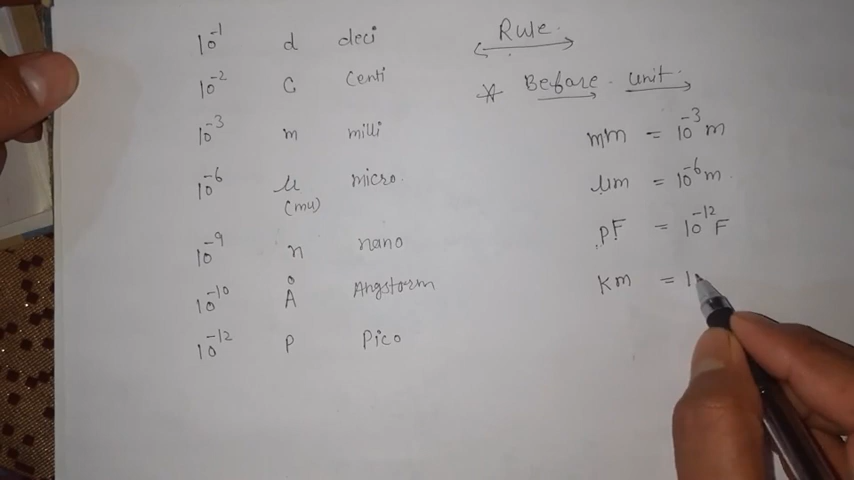 10⁻¹ d deci
10⁻² C Centi
10⁻³ m milli
10⁻⁶ μ micro.
(mu)
10⁻⁹ n nano
10⁻¹⁰ Å Angstorm
10⁻¹² P Pico
Rule.
* Befare unit.
mm = 10⁻³ m
μm = 10⁻⁶ m.
PF = 10⁻¹² F
Km = 1